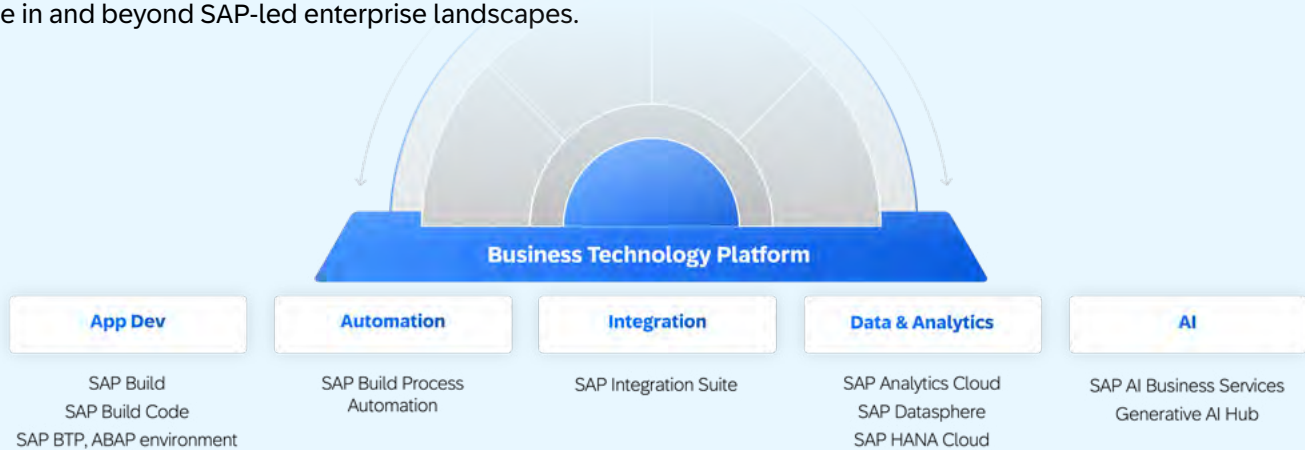 e in and beyond SAP-led enterprise landscapes.
Business Technology Platform
App Dev
SAP Build
SAP Build Code
SAP BTP, ABAP environment
Automation
SAP Build Process
Automation
Integration
SAP Integration Suite
Data & Analytics
SAP Analytics Cloud
SAP Datasphere
SAP HANA Cloud
AI
SAP AI Business Services
Generative AI Hub